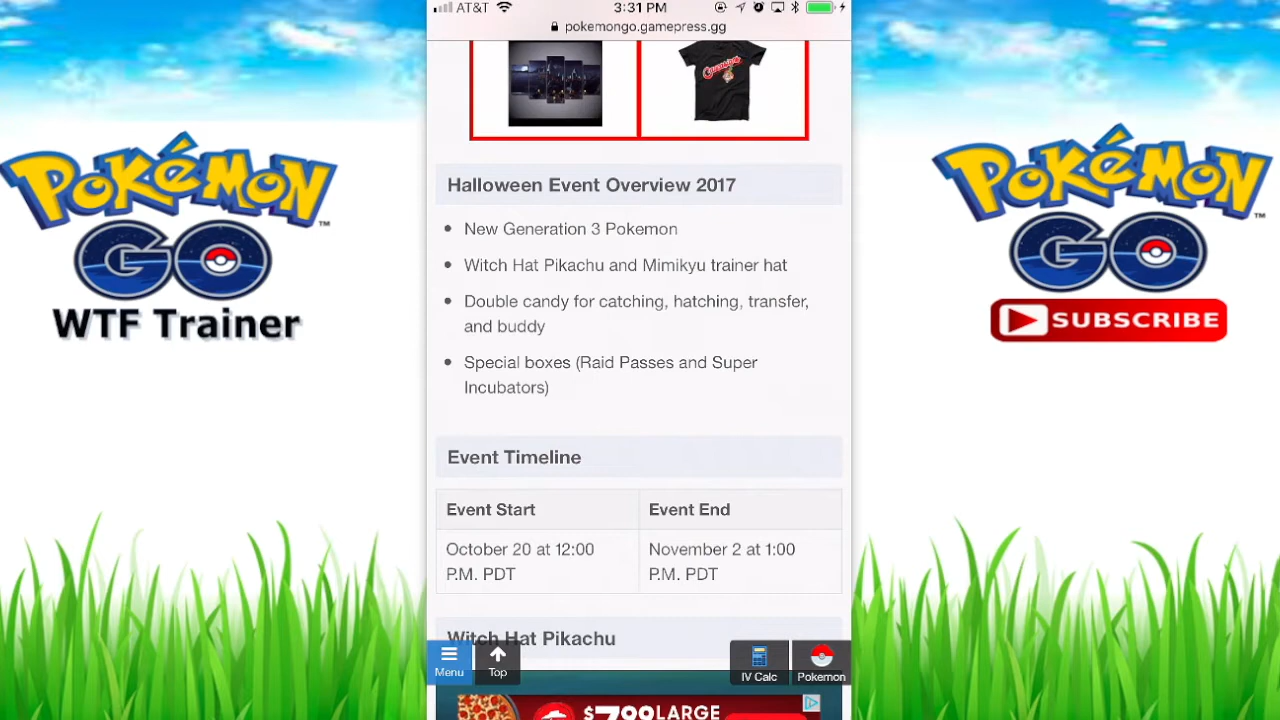 AT&T 3:31 PM
pokemongo.gamepress.gg
POKÉMON
GO
WTF Trainer
POKÉMON
GO
SUBSCRIBE
Halloween Event Overview 2017
• New Generation 3 Pokemon
• Witch Hat Pikachu and Mimikyu trainer hat
• Double candy for catching, hatching, transfer,
and buddy
• Special boxes (Raid Passes and Super
Incubators)
Event Timeline
Event Start Event End
October 20 at 12:00 November 2 at 1:00
P.M. PDT P.M. PDT
Witch Hat Pikachu
Menu Top IV Calc Pokemon
$7.99 LARGE